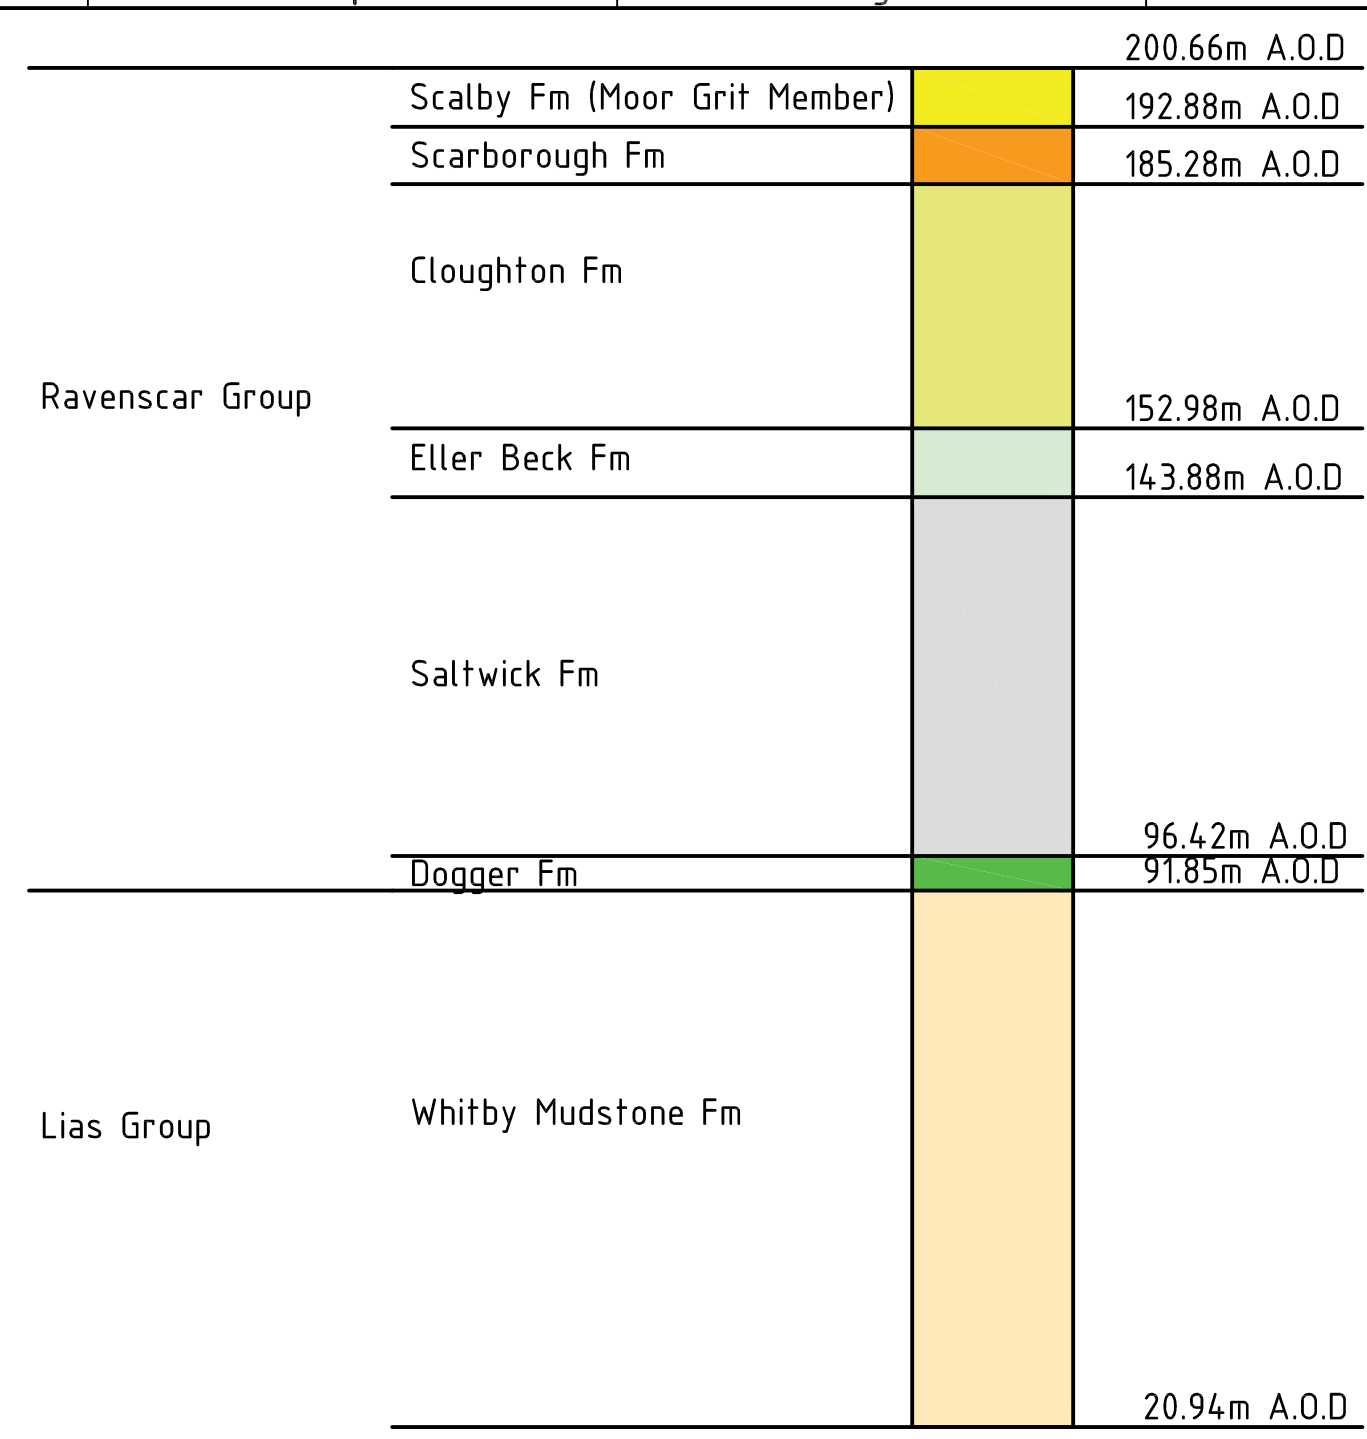 200.66m A.O.D
Scalby Fm (Moor Grit Member)
192.88m A.O.D
Scarborough Fm
185.28m A.O.D
Cloughton Fm
Ravenscar Group
152.98m A.O.D
Eller Beck Fm
143.88m A.O.D
Saltwick Fm
96.42m A.O.D
Dogger Fm
91.85m A.O.D
Lias Group
Whitby Mudstone Fm
20.94m A.O.D